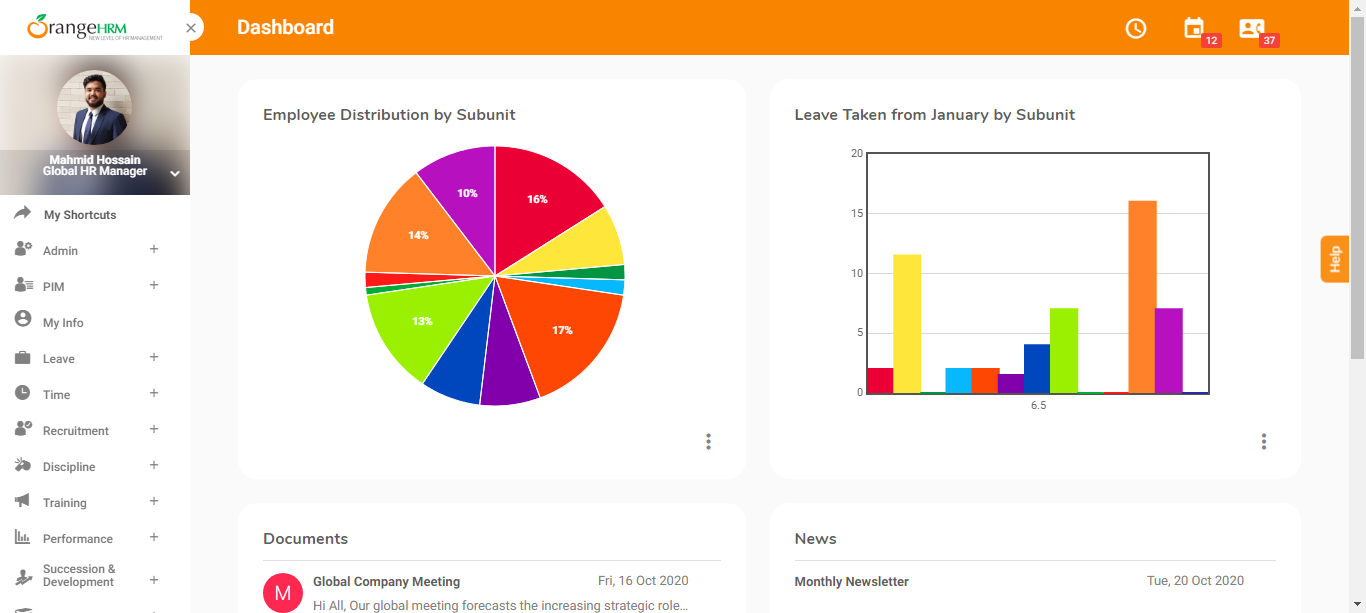 OrangeHRM
NEW LEVEL OF HR MANAGEMENT
Dashboard
12
37
Mahmid Hossain
Global HR Manager
My Shortcuts
Admin
PIM
My Info
Leave
Time
Recruitment
Discipline
Training
Performance
Succession &
Development
Employee Distribution by Subunit
10%
16%
14%
13%
17%
Leave Taken from January by Subunit
20
15
10
5
0
6.5
Help
Documents
M
Global Company Meeting
Fri, 16 Oct 2020
Hi All, Our global meeting forecasts the increasing strategic role...
News
Monthly Newsletter
Tue, 20 Oct 2020